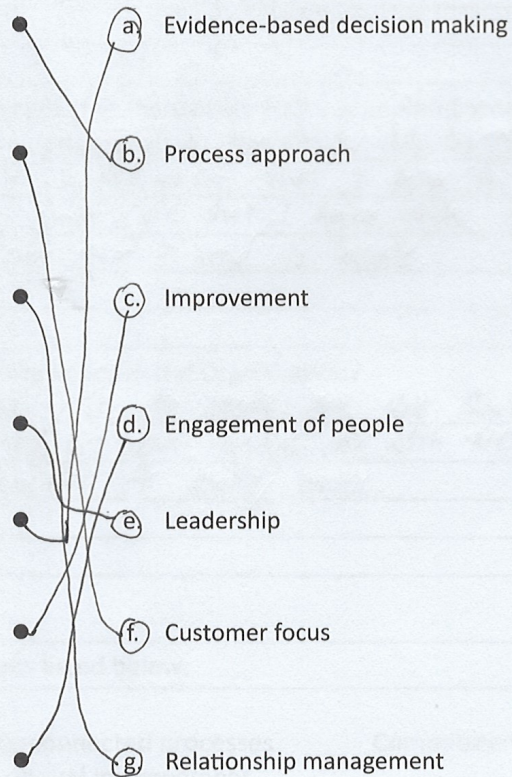 a. Evidence-based decision making
b. Process approach
c. Improvement
d. Engagement of people
e. Leadership
f. Customer focus
g. Relationship management